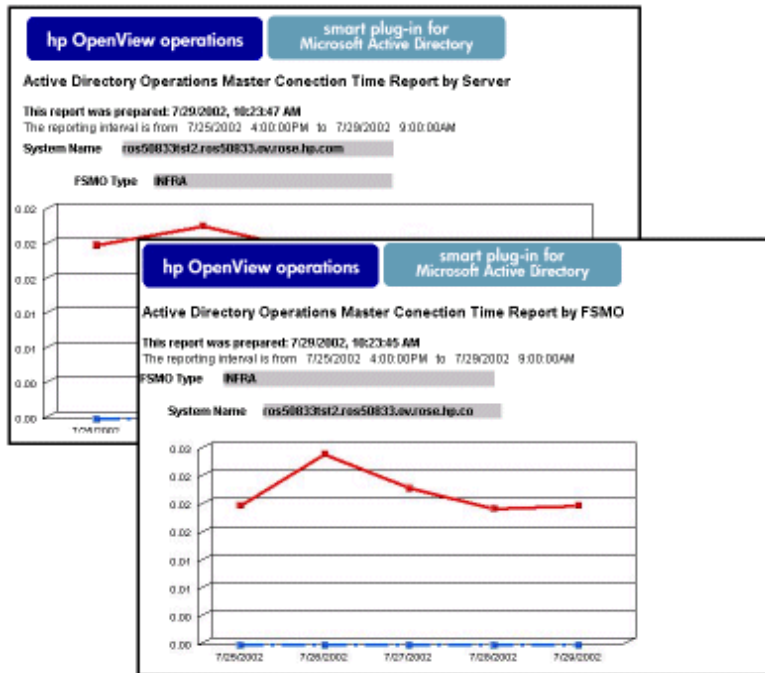 hp OpenView operations
smart plug-in for
Microsoft Active Directory
Active Directory Operations Master Conection Time Report by Server
This report was prepared: 7/29/2002, 10:23:47 AM
The reporting interval is from 7/25/2002 4:00:00PM to 7/29/2002 9:00:00AM
System Name ros50833tst2.ros50833.ov.rose.hp.com
FSMO Type INFRA
0.02
0.02
0.02
0.01
0.01
0.00
0.00
hp OpenView operations
smart plug-in for
Microsoft Active Directory
Active Directory Operations Master Conection Time Report by FSMO
This report was prepared: 7/29/2002, 10:23:45 AM
The reporting interval is from 7/25/2002 4:00:00PM to 7/29/2002 9:00:00AM
FSMO Type INFRA
System Name ros50833tst2.ros50833.ov.rose.hp.co
0.03
0.02
0.02
0.02
0.01
0.01
0.00
0.00
7/25/2002 7/26/2002 7/27/2002 7/28/2002 7/29/2002